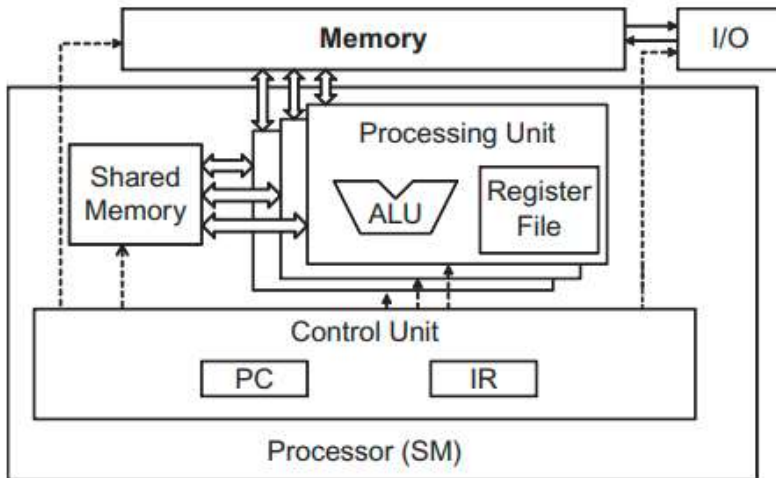 Memory
I/O
Processing Unit
Shared
Memory
ALU
Register
File
Control Unit
PC
IR
Processor (SM)